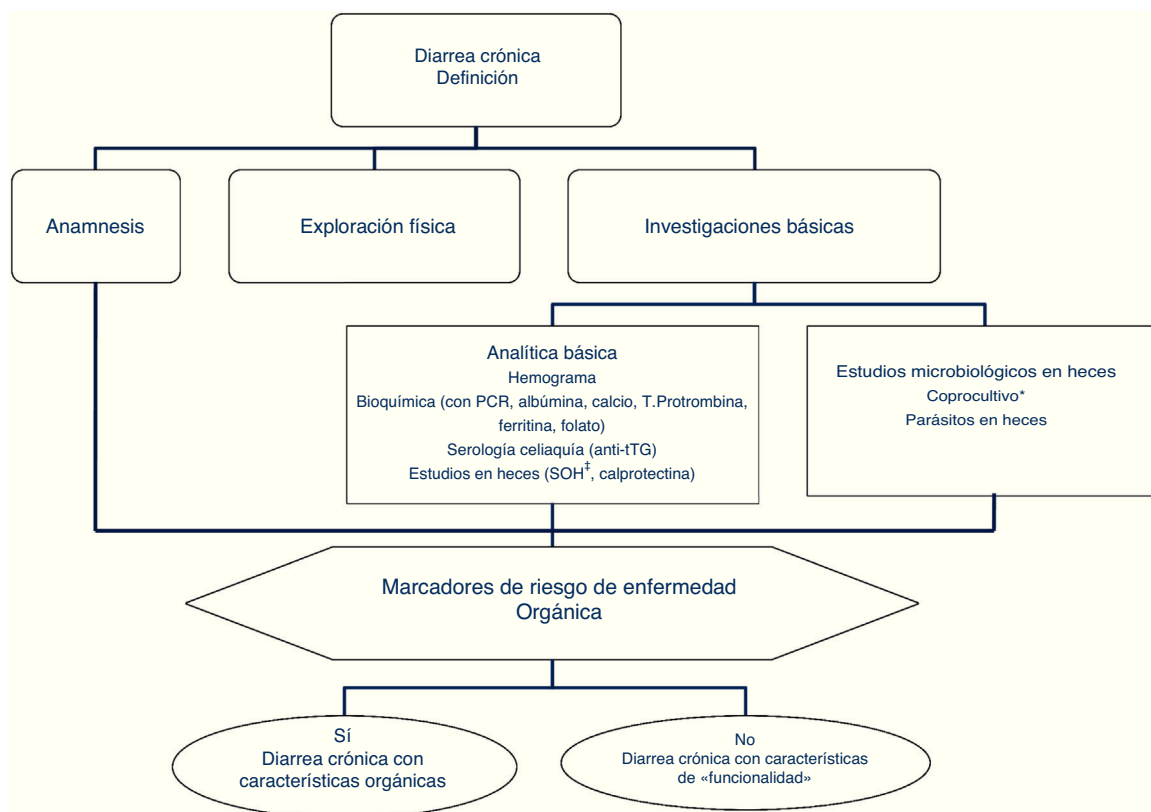 Diarrea crónica
Definición
Anamnesis
Exploración física
Investigaciones básicas
Analítica básica
Hemograma
Bioquímica (con PCR, albúmina, calcio, T.Protrombina,
ferritina, folato)
Serología celiaquía (anti-tTG)
Estudios en heces (SOH‡, calprotectina)
Estudios microbiológicos en heces
Coprocultivo*
Parásitos en heces
Marcadores de riesgo de enfermedad
Orgánica
Sí
Diarrea crónica con
características orgánicas
No
Diarrea crónica con características
de «funcionalidad»